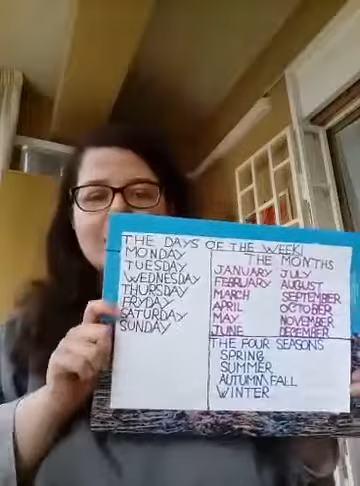 THE DAYS OF THE WEEK
MONDAY
TUESDAY
WEDNESDAY
THURSDAY
FRYDAY
SATURDAY
SUNDAY
THE MONTHS
JANUARY JULY
FEBRUARY AUGUST
MARCH SEPTEMBER
APRIL OCTOBER
MAY NOVEMBER
JUNE
THE FOUR SEASONS
SPRING
SUMMER
AUTUMN/FALL
WINTER